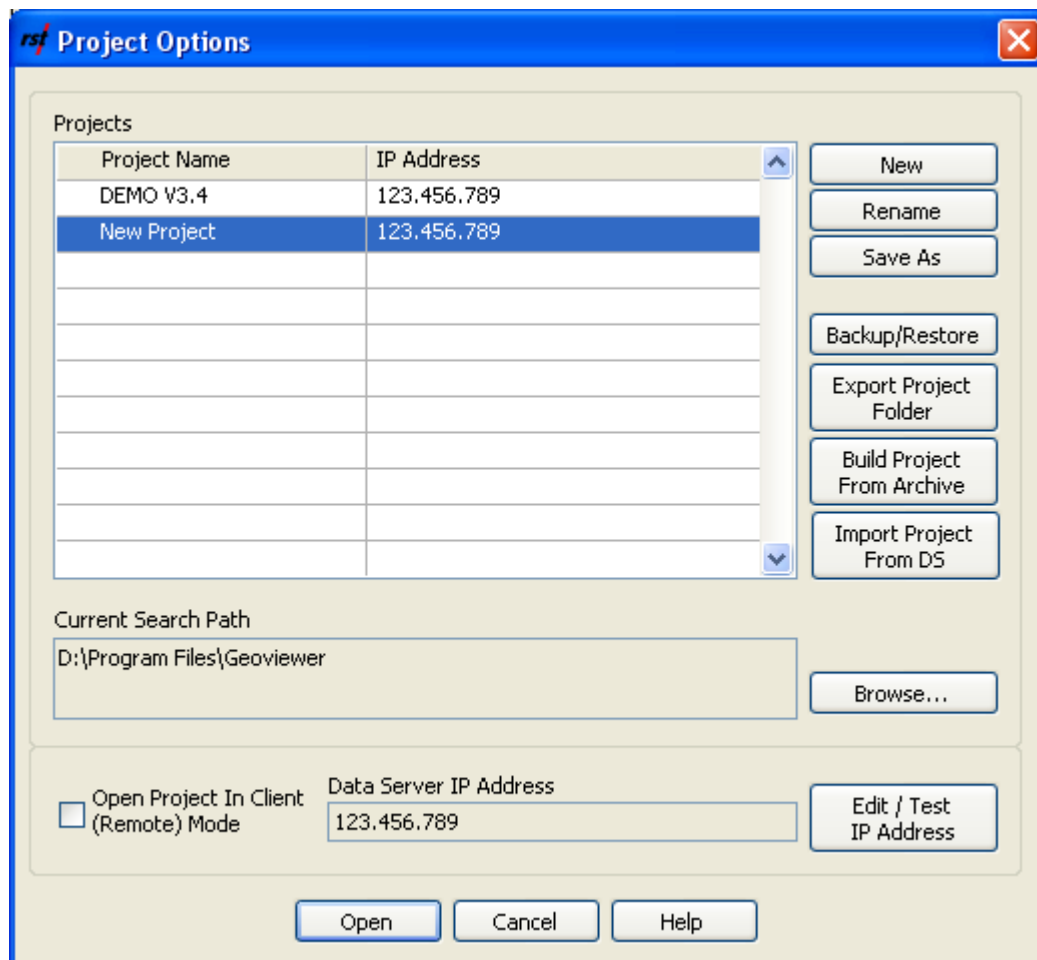 rst Project Options
Projects
Project Name IP Address
DEMO V3.4 123.456.789
New Project 123.456.789
New
Rename
Save As
Backup/Restore
Export Project
Folder
Build Project
From Archive
Import Project
From DS
Current Search Path
D:\Program Files\Geoviewer
Browse...
Open Project In Client
(Remote) Mode
Data Server IP Address
123.456.789
Edit / Test
IP Address
Open Cancel Help